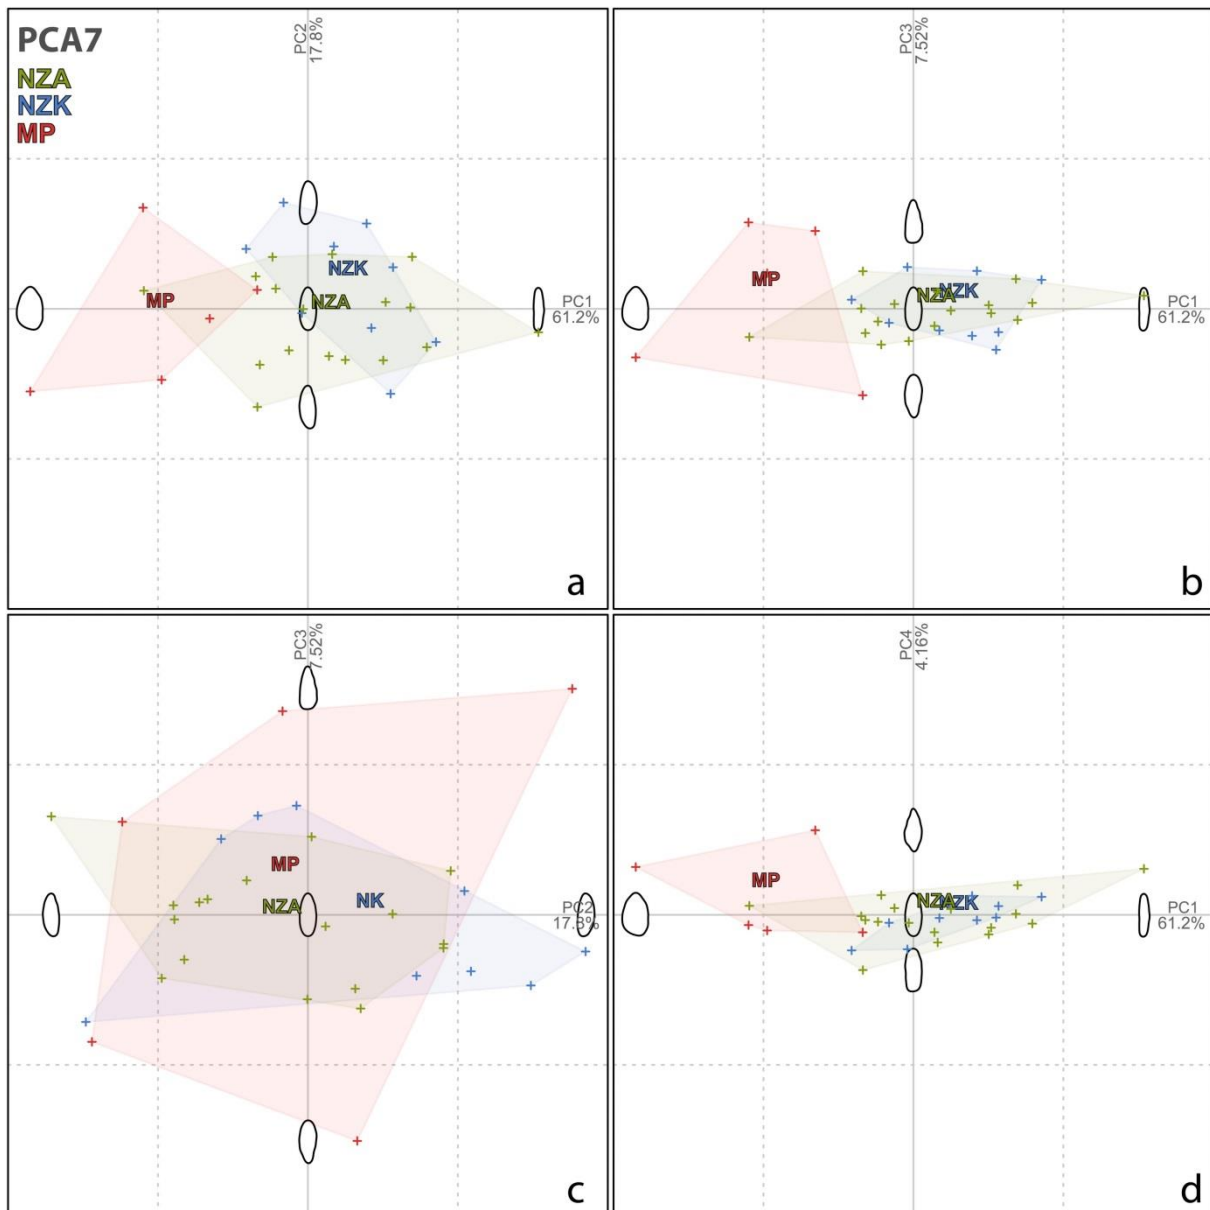 PCA7
NZA
NZK
MP
PC2
17.8%
MP
NZK
NZA
PC1
61.2%
a
PC3
7.52%
MP
NZA
NZK
PC1
61.2%
b
PC3
7.52%
MP
NZA
NK
PC2
17.8%
c
PC4
4.16%
MP
NZA
NZK
PC1
61.2%
d